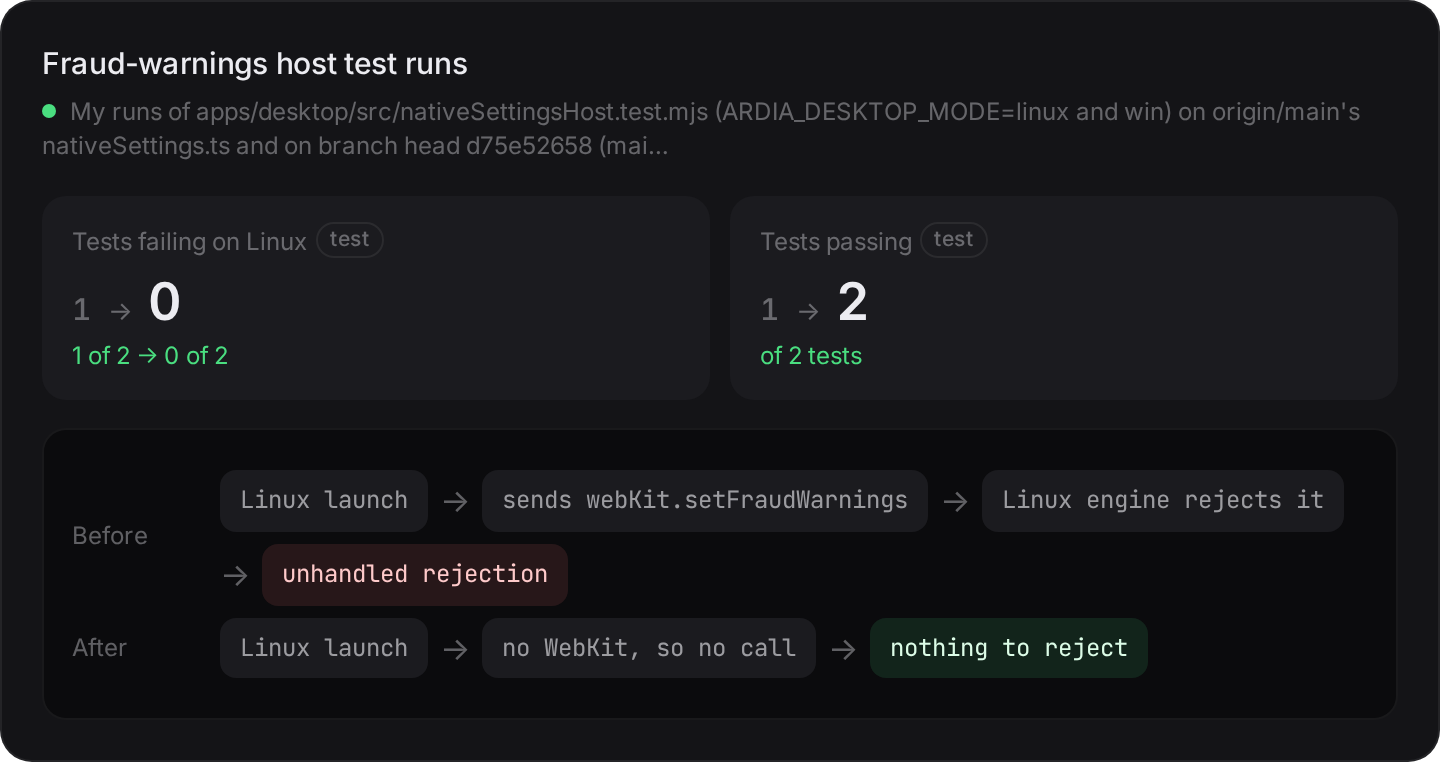 Fraud-warnings host test runs
My runs of apps/desktop/src/nativeSettingsHost.test.mjs (ARDIA_DESKTOP_MODE=linux and win) on origin/main's
nativeSettings.ts and on branch head d75e52658 (mai...
Tests failing on Linux test
1 → 0
1 of 2 → 0 of 2
Tests passing test
1 → 2
of 2 tests
Before
Linux launch → sends webKit.setFraudWarnings → Linux engine rejects it
→ unhandled rejection
After
Linux launch → no WebKit, so no call → nothing to reject